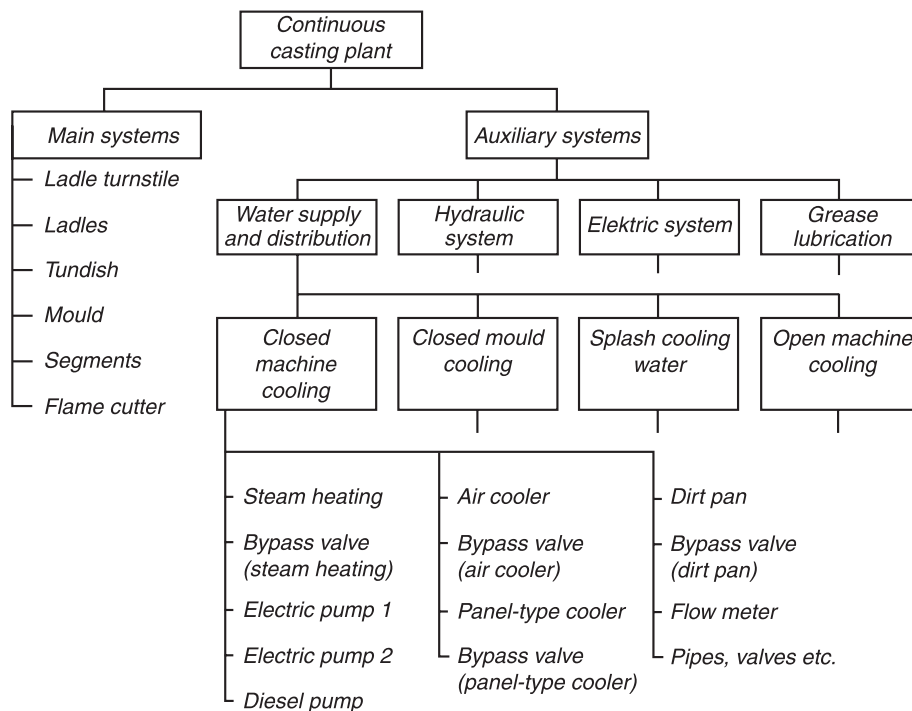 Continuous
casting plant
Main systems
Auxiliary systems
Ladle turnstile
Ladles
Tundish
Mould
Segments
Flame cutter
Water supply
and distribution
Hydraulic
system
Elektric system
Grease
lubrication
Closed
machine
cooling
Closed mould
cooling
Splash cooling
water
Open machine
cooling
Steam heating
Bypass valve
(steam heating)
Electric pump 1
Electric pump 2
Diesel pump
Air cooler
Bypass valve
(air cooler)
Panel-type cooler
Bypass valve
(panel-type cooler)
Dirt pan
Bypass valve
(dirt pan)
Flow meter
Pipes, valves etc.